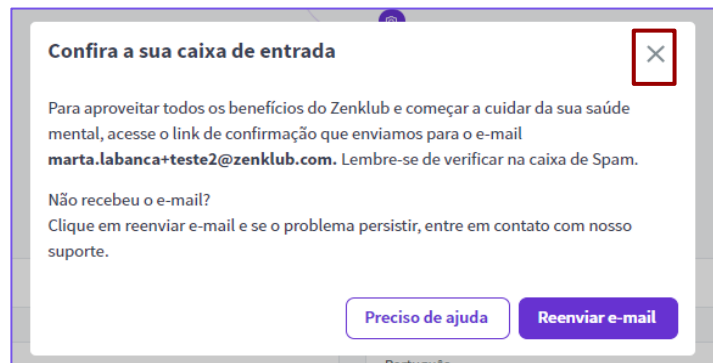 Confira a sua caixa de entrada
Para aproveitar todos os benefícios do Zenklub e começar a cuidar da sua saúde
mental, acesse o link de confirmação que enviamos para o e-mail
marta.labanca+teste2@zenklub.com. Lembre-se de verificar na caixa de Spam.
Não recebeu o e-mail?
Clique em reenviar e-mail e se o problema persistir, entre em contato com nosso
suporte.
Preciso de ajuda
Reenviar e-mail